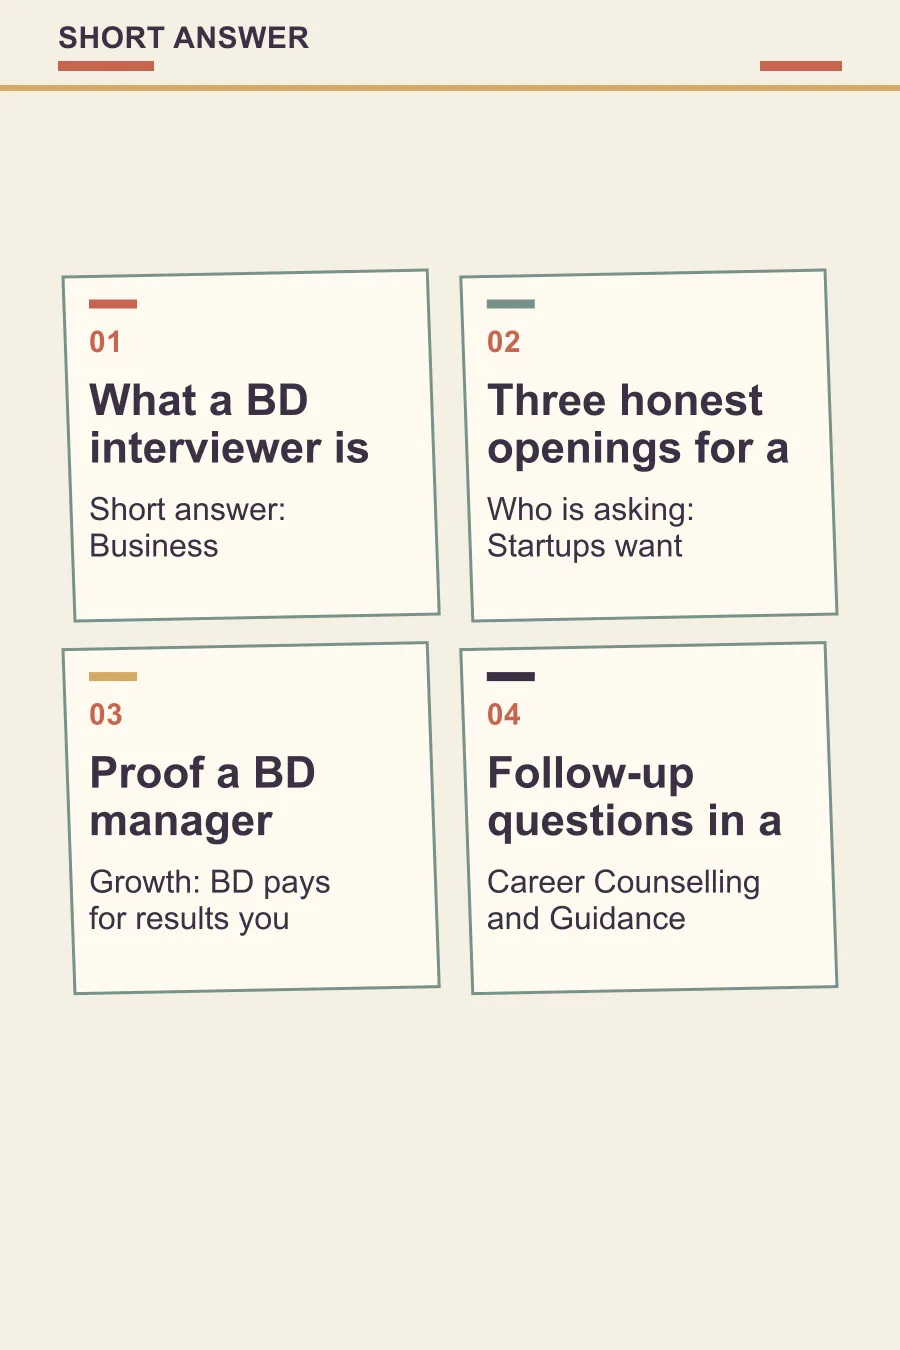 SHORT ANSWER
01
What a BD
interviewer is
Short answer:
Business
02
Three honest
openings for a
Who is asking:
Startups want
03
Proof a BD
manager
Growth: BD pays
for results you
04
Follow-up
questions in a
Career Counselling
and Guidance